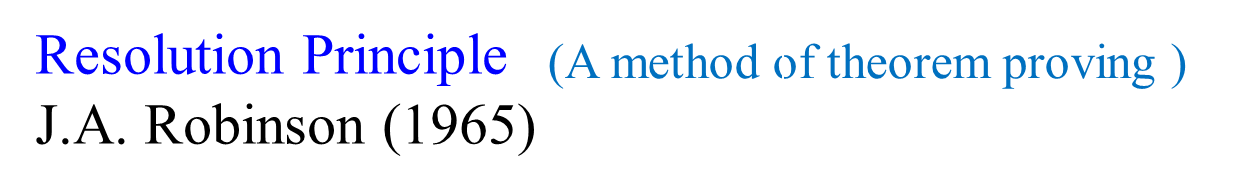 Resolution Principle (A method of theorem proving )
J.A. Robinson (1965)